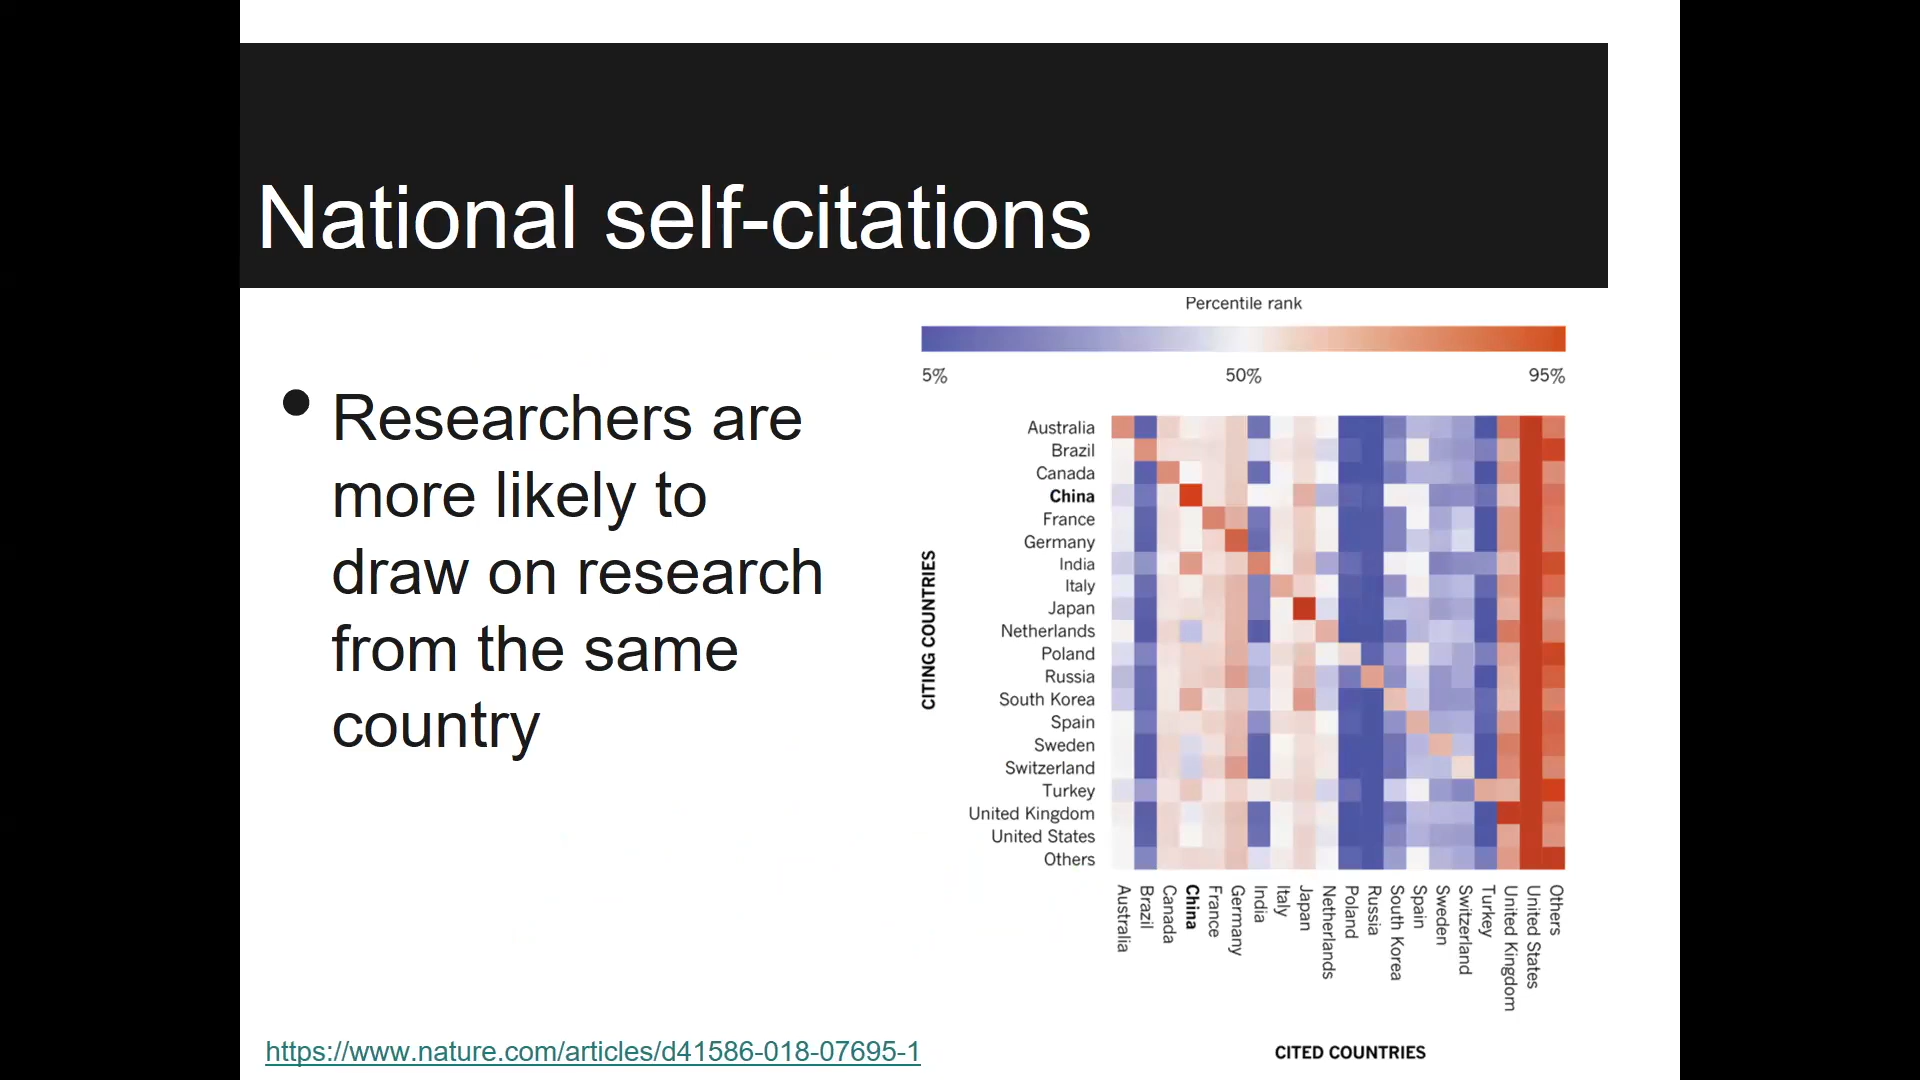 National self-citations
• Researchers are
more likely to
draw on research
from the same
country
https://www.nature.com/articles/d41586-018-07695-1
Percentile rank
5% 50% 95%
CITING COUNTRIES
Australia
Brazil
Canada
China
France
Germany
India
Italy
Japan
Netherlands
Poland
Russia
South Korea
Spain
Sweden
Switzerland
Turkey
United Kingdom
United States
Others
Australia
Brazil
Canada
China
France
Germany
India
Italy
Japan
Netherlands
Poland
Russia
South Korea
Spain
Sweden
Switzerland
Turkey
United Kingdom
United States
Others
CITED COUNTRIES